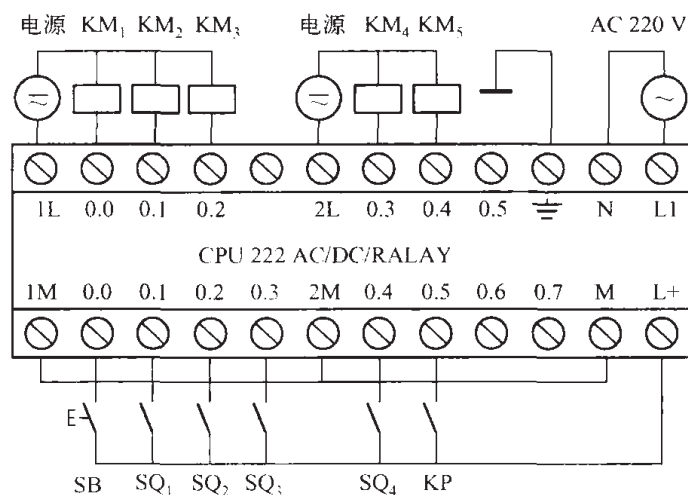 电源 KM₁ KM₂ KM₃ 电源 KM₄ KM₅ AC 220 V
1L 0.0 0.1 0.2 2L 0.3 0.4 0.5 N L1
CPU 222 AC/DC/RALAY
1M 0.0 0.1 0.2 0.3 2M 0.4 0.5 0.6 0.7 M L+
SB SQ₁ SQ₂ SQ₃ SQ₄ KP